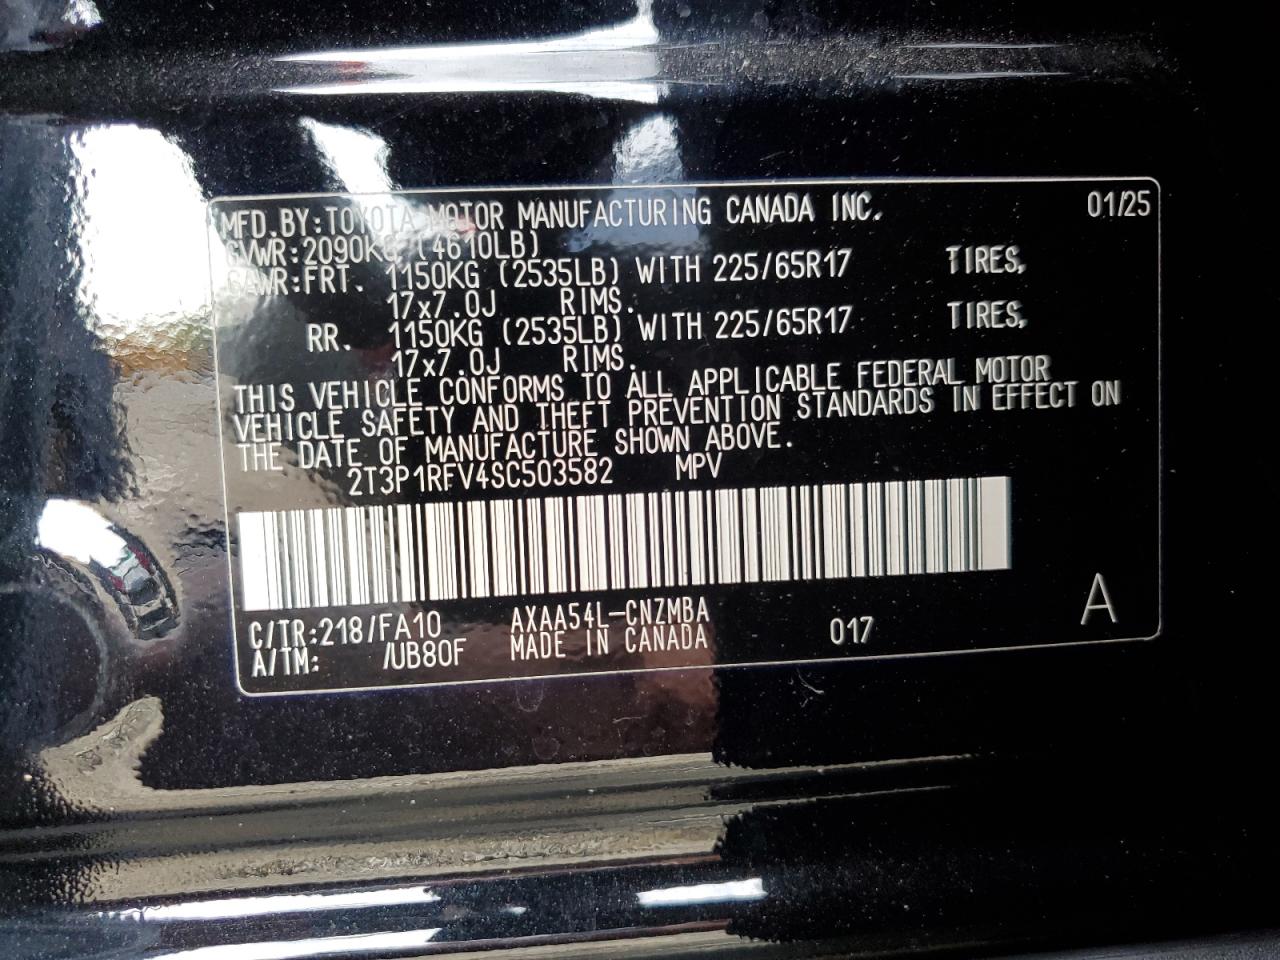 MFD.BY:TOYOTA MOTOR MANUFACTURING CANADA INC. 01/25
GVWR:2090KG (4610LB)
GAWR:FRT. 1150KG (2535LB) WITH 225/65R17 TIRES,
17x7.0J RIMS.
RR. 1150KG (2535LB) WITH 225/65R17 TIRES,
17x7.0J RIMS.
THIS VEHICLE CONFORMS TO ALL APPLICABLE FEDERAL MOTOR
VEHICLE SAFETY AND THEFT PREVENTION STANDARDS IN EFFECT ON
THE DATE OF MANUFACTURE SHOWN ABOVE.
2T3P1RFV4SC503582 MPV
C/TR:218/FA10 AXAA54L-CNZMBA
A/TM: /UB80F MADE IN CANADA 017 A